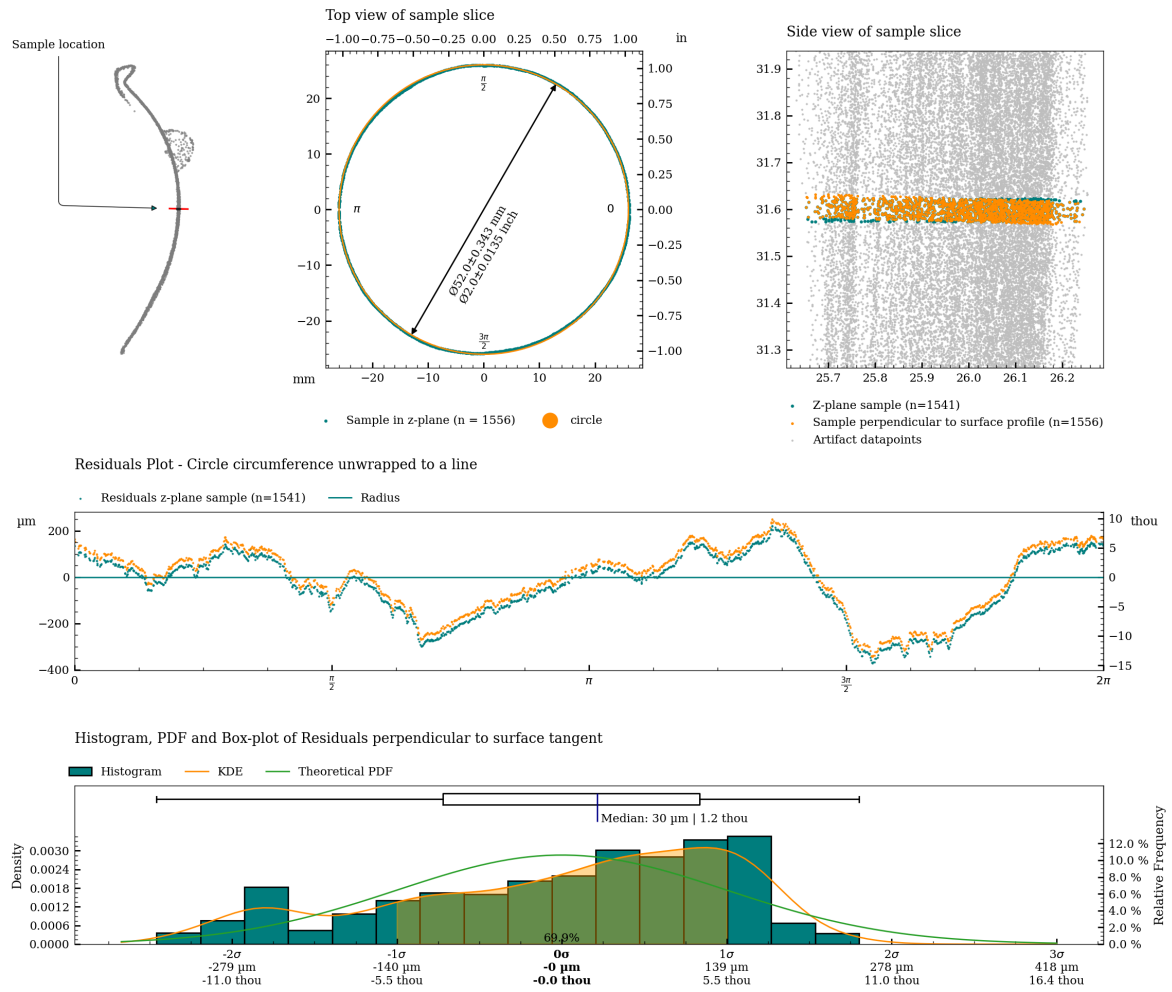 Sample location
Top view of sample slice
−1.00 −0.75 −0.50 −0.25 0.00 0.25 0.50 0.75 1.00 in
20
10
0
−10
−20
1.00
0.75
0.50
0.25
0.00
−0.25
−0.50
−0.75
−1.00
π/2
π
0
3π/2
Ø52.0±0.343 mm
Ø2.0±0.0135 inch
mm −20 −10 0 10 20
Sample in z-plane (n = 1556) circle
Side view of sample slice
31.9
31.8
31.7
31.6
31.5
31.4
31.3
25.7 25.8 25.9 26.0 26.1 26.2
Z-plane sample (n=1541)
Sample perpendicular to surface profile (n=1556)
Artifact datapoints
Residuals Plot - Circle circumference unwrapped to a line
Residuals z-plane sample (n=1541) Radius
µm
200
0
−200
−400
10 thou
5
0
−5
−10
−15
0 π/2 π 3π/2 2π
Histogram, PDF and Box-plot of Residuals perpendicular to surface tangent
Histogram KDE Theoretical PDF
Median: 30 µm | 1.2 thou
Density
0.0030
0.0024
0.0018
0.0012
0.0006
0.0000
Relative Frequency
12.0 %
10.0 %
8.0 %
6.0 %
4.0 %
2.0 %
0.0 %
69.9%
-2σ -1σ 0σ 1σ 2σ 3σ
-279 µm -140 µm -0 µm 139 µm 278 µm 418 µm
-11.0 thou -5.5 thou -0.0 thou 5.5 thou 11.0 thou 16.4 thou